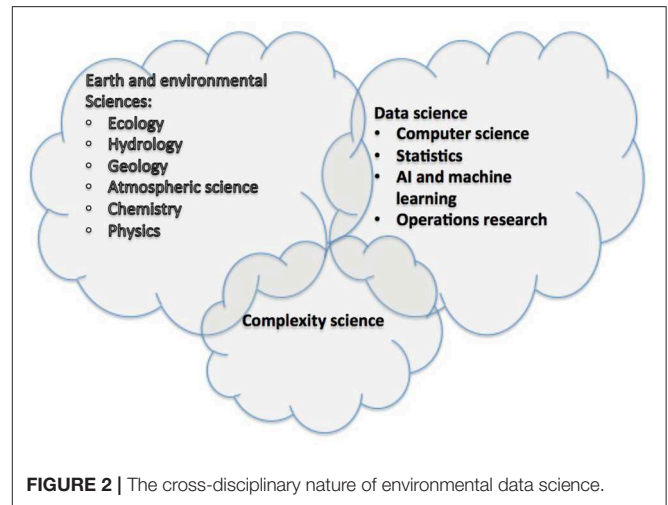 Earth and environmental
Sciences:
◦ Ecology
◦ Hydrology
◦ Geology
◦ Atmospheric science
◦ Chemistry
◦ Physics
Data science
• Computer science
• Statistics
• AI and machine
learning
• Operations research
Complexity science
FIGURE 2 | The cross-disciplinary nature of environmental data science.